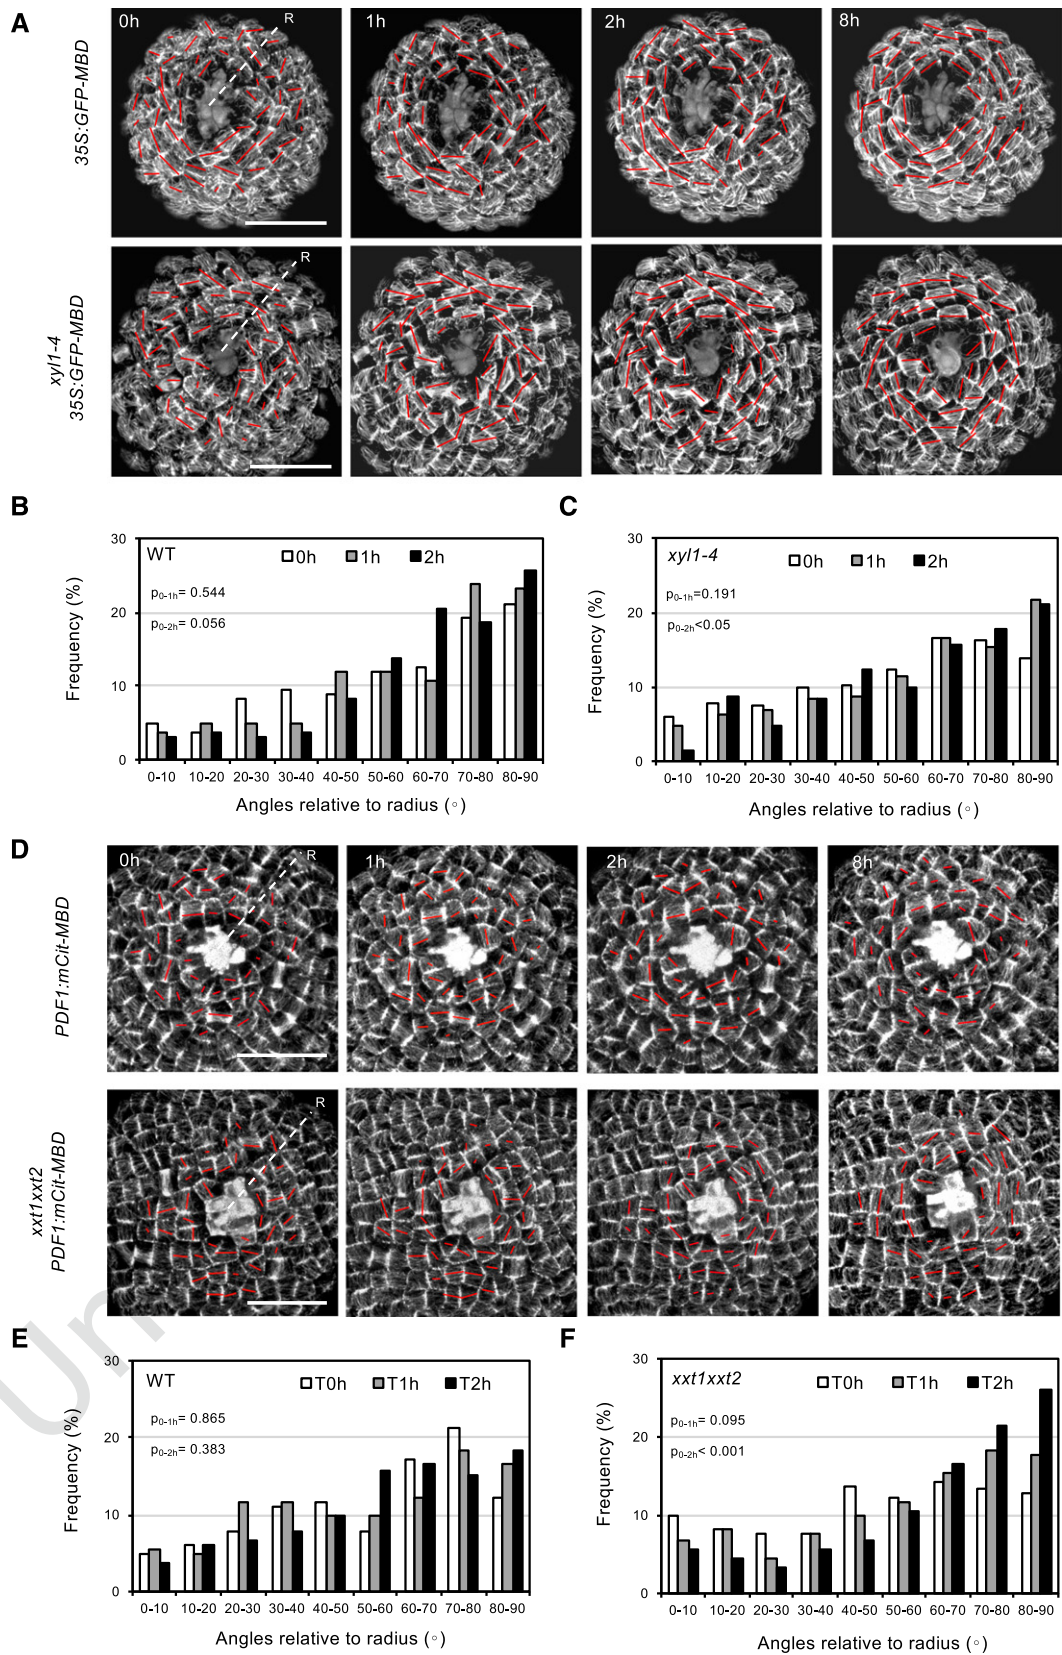 A
0h
R
1h
2h
8h
35S:GFP-MBD
R
xyl1-4
35S:GFP-MBD
B
WT
0h
1h
2h
p0-1h= 0.544
p0-2h= 0.056
30
20
10
0
Frequency (%)
0-10 10-20 20-30 30-40 40-50 50-60 60-70 70-80 80-90
Angles relative to radius (○)
C
xyl1-4
0h
1h
2h
p0-1h=0.191
p0-2h<0.05
30
20
10
0
Frequency (%)
0-10 10-20 20-30 30-40 40-50 50-60 60-70 70-80 80-90
Angles relative to radius (○)
D
0h
R
1h
2h
8h
PDF1:mCit-MBD
R
xxt1xxt2
PDF1:mCit-MBD
Un
E
WT
T0h
T1h
T2h
p0-1h= 0.865
p0-2h= 0.383
30
20
10
0
Frequency (%)
0-10 10-20 20-30 30-40 40-50 50-60 60-70 70-80 80-90
Angles relative to radius (○)
F
xxt1xxt2
T0h
T1h
T2h
p0-1h= 0.095
p0-2h< 0.001
30
20
10
0
Frequency (%)
0-10 10-20 20-30 30-40 40-50 50-60 60-70 70-80 80-90
Angles relative to radius (○)